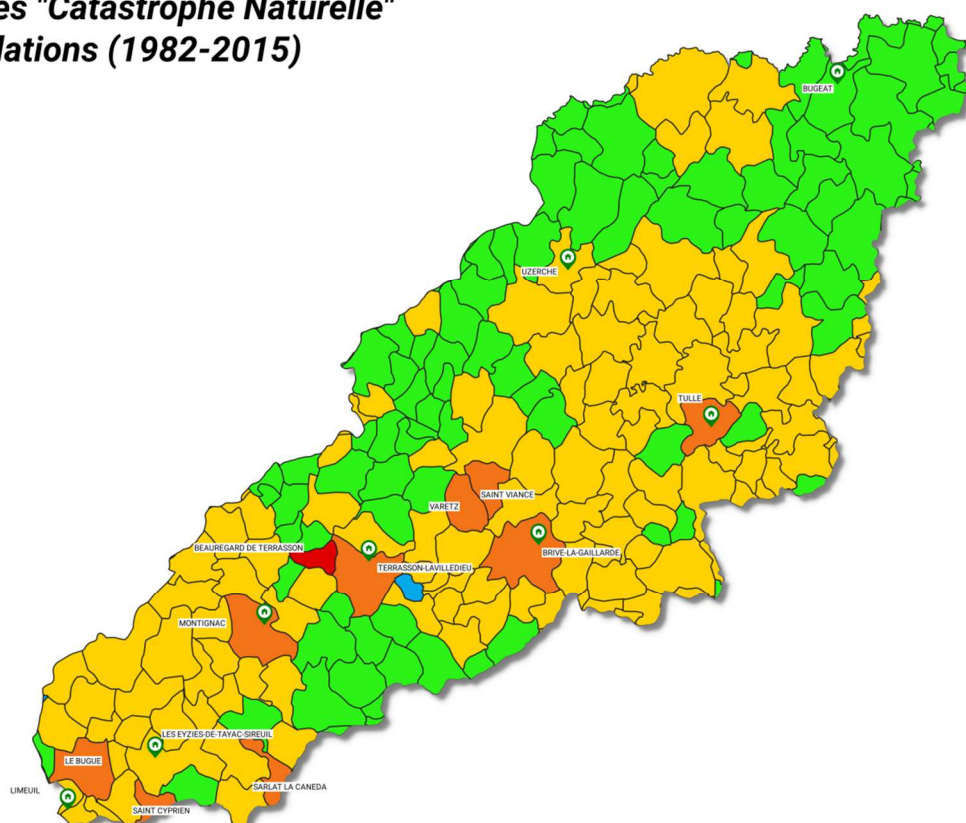 es "Catastrophe Naturelle"
lations (1982-2015)
BUGEAT
UZERCHE
TULLE
SAINT VIANCE
VARETZ
BEAUREGARD DE TERRASSON
BRIVE-LA-GAILLARDE
TERRASSON-LAVILLEDIEU
MONTIGNAC
LES EYZIES-DE-TAYAC-SIREUIL
LE BUGUE
LIMEUIL
SARLAT LA CANEDA
SAINT CYPRIEN